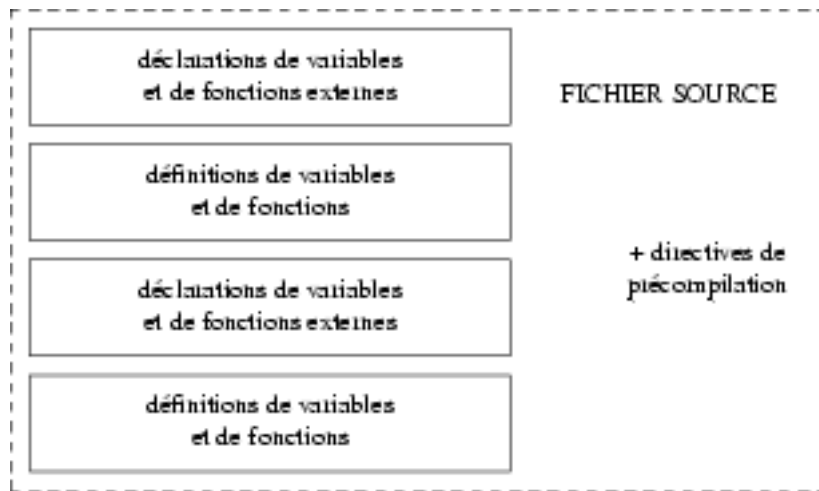 déclarations de variables
et de fonctions externes
FICHIER SOURCE
définitions de variables
et de fonctions
+ directives de
précompilation
déclarations de variables
et de fonctions externes
définitions de variables
et de fonctions